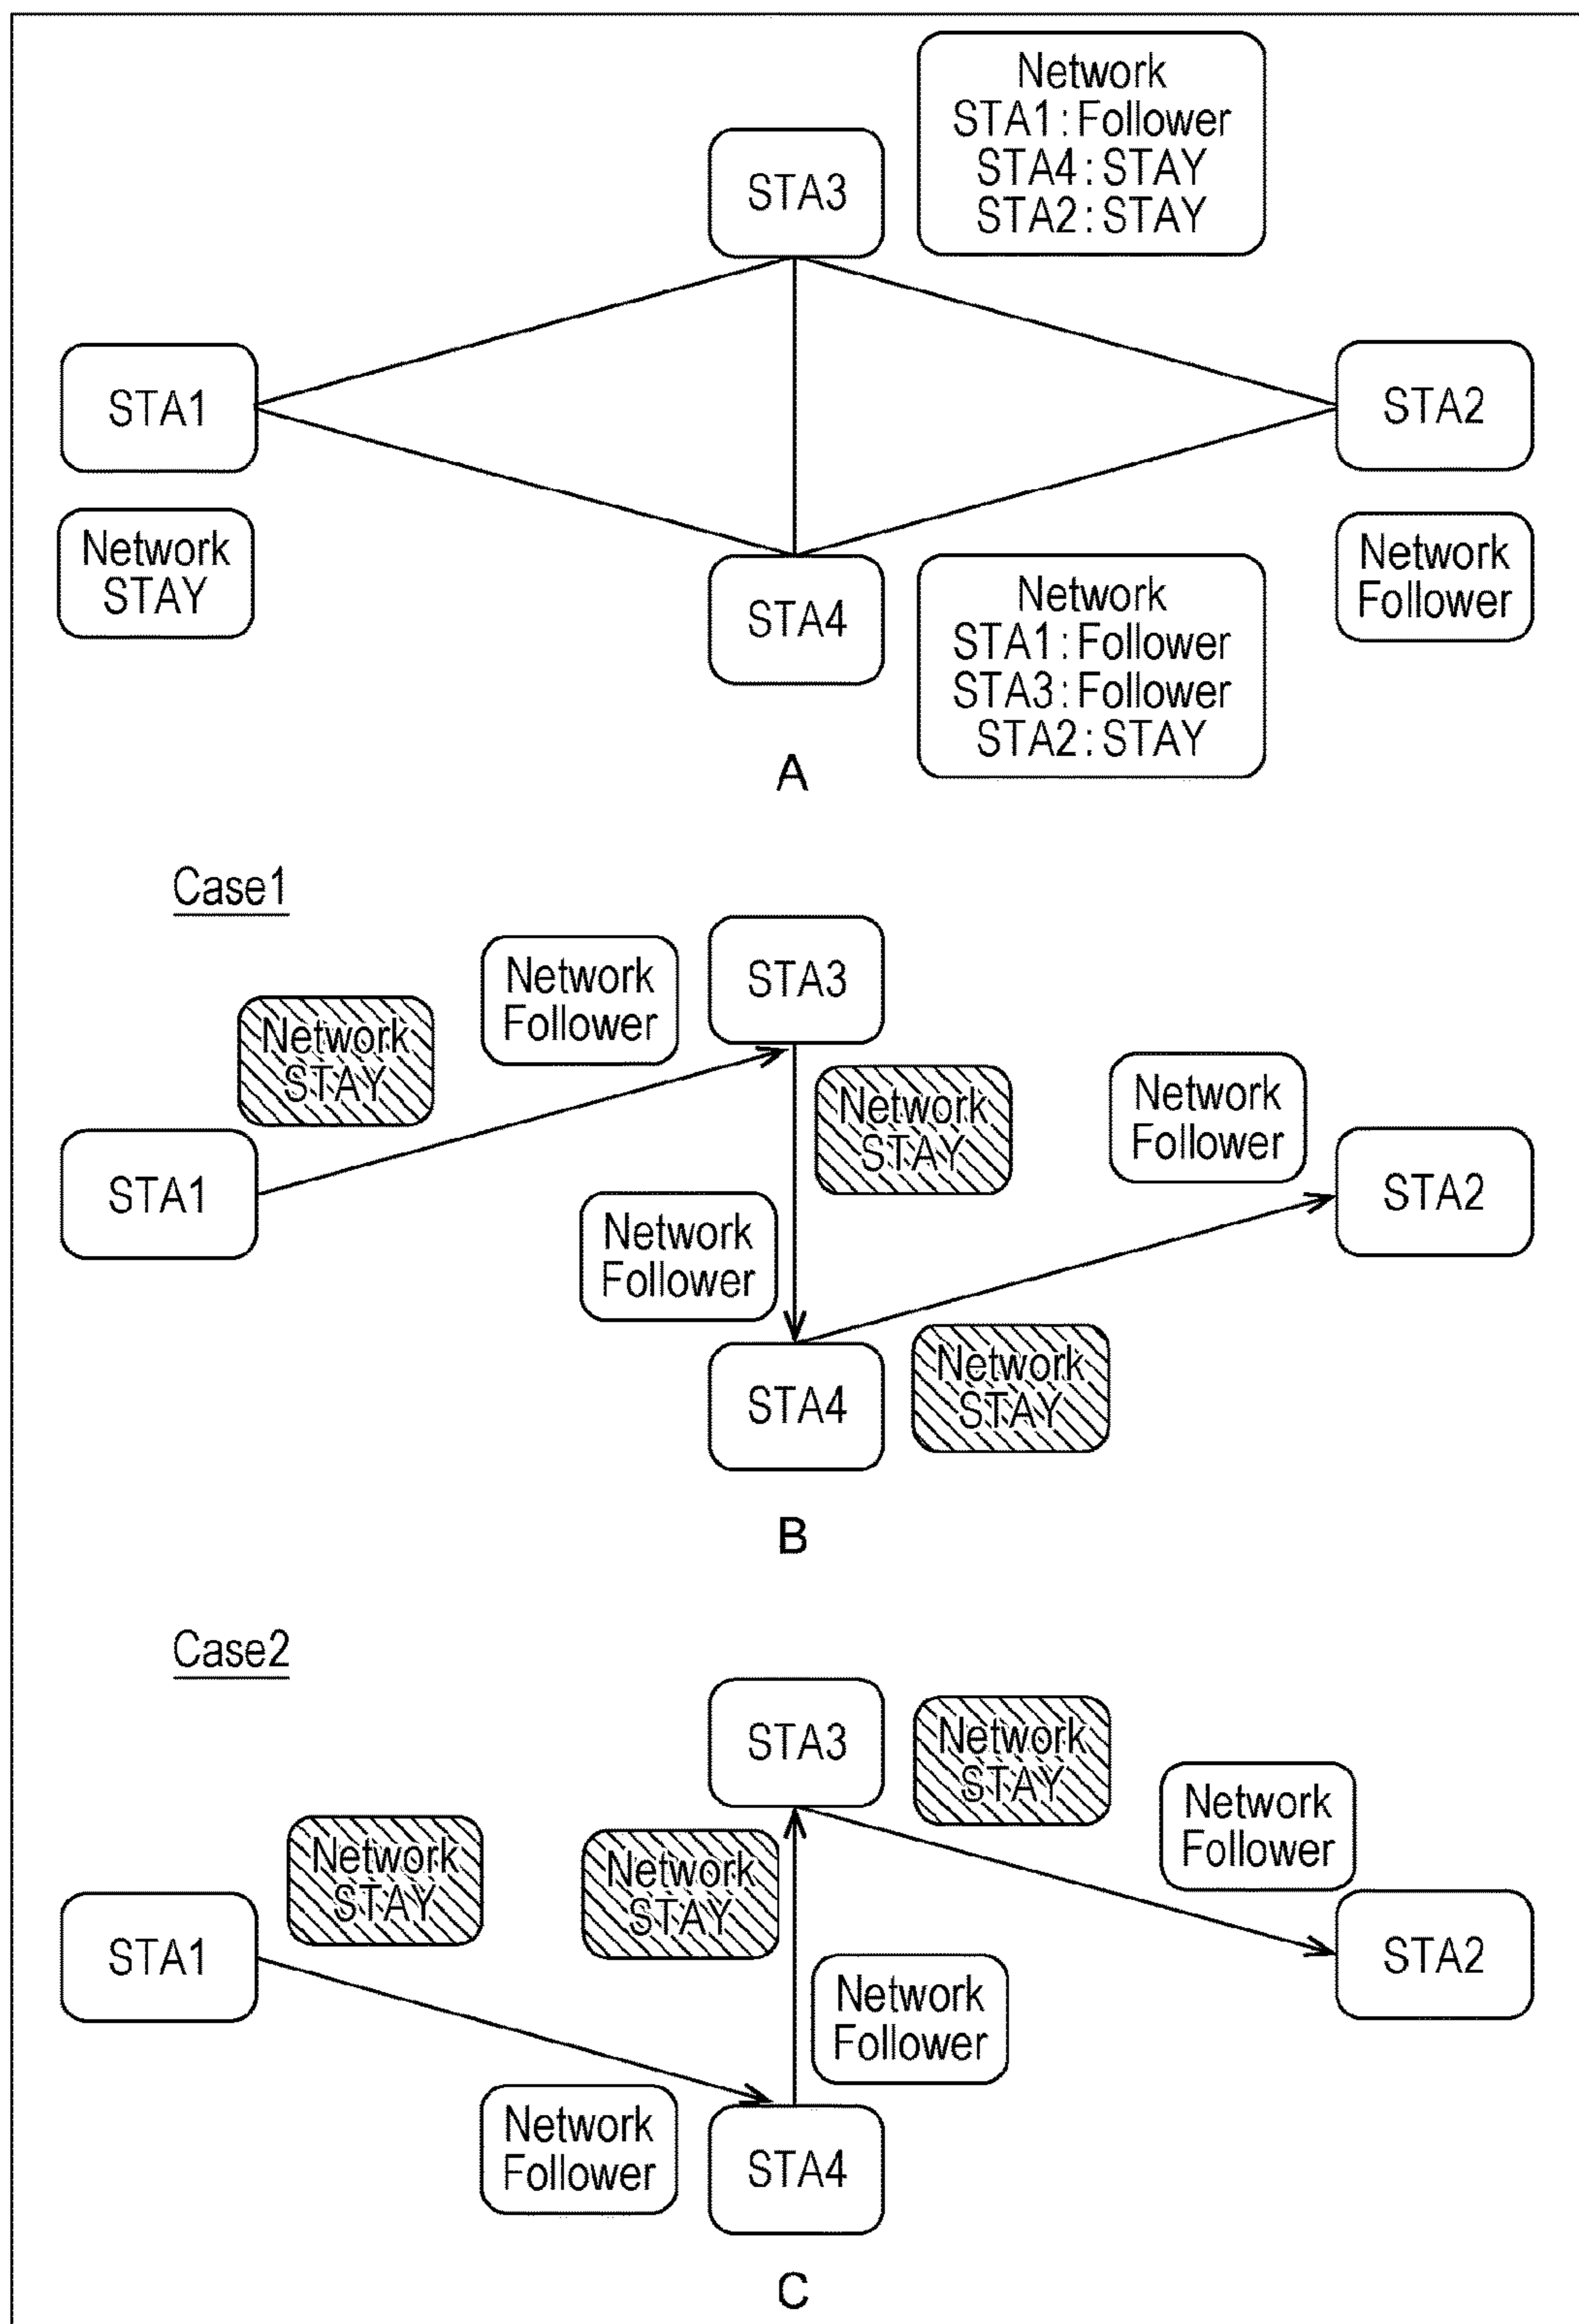 Network
STA1 : Follower
STA4 : STAY
STA2 : STAY
STA3
STA1
STA2
Network
STAY
Network
Follower
STA4
Network
STA1 : Follower
STA3 : Follower
STA2 : STAY
A
Case1
Network
Follower
STA3
Network
STAY
Network
STAY
Network
Follower
STA1
STA2
Network
Follower
Network
STAY
STA4
B
Case2
STA3
Network
STAY
Network
Follower
Network
STAY
Network
STAY
STA1
STA2
Network
Follower
Network
Follower
STA4
C